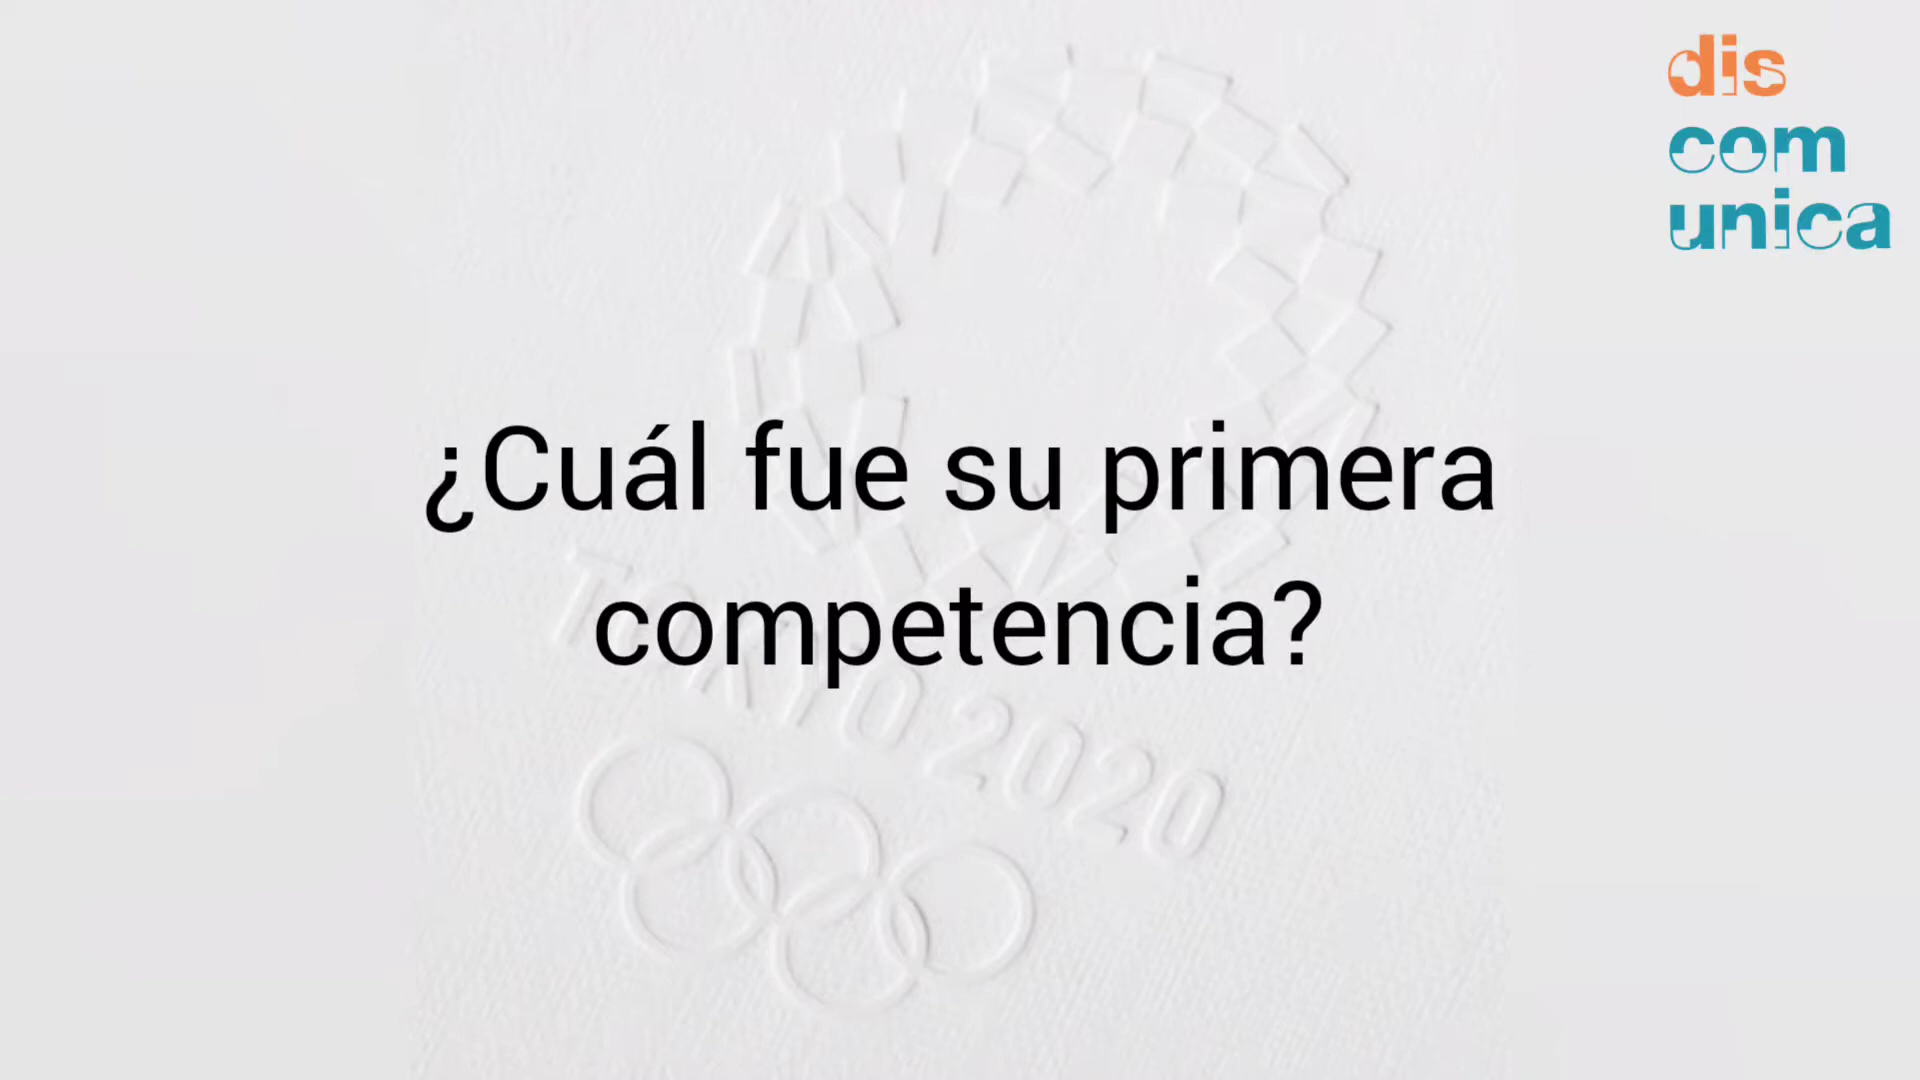 dis
com
unica
¿Cuál fue su primera
competencia?
TOKYO 2020